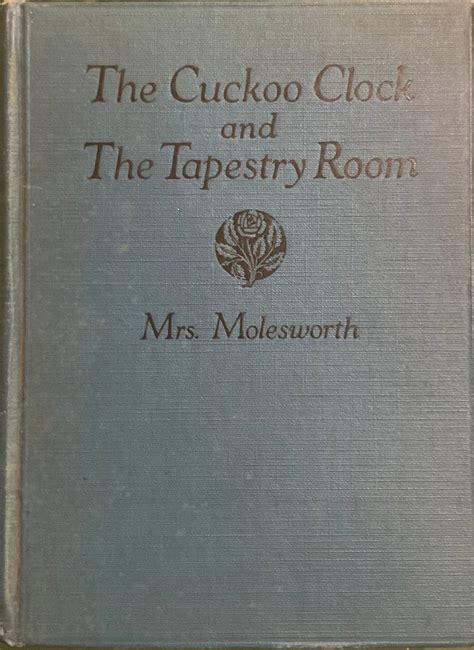 The Cuckoo Clock
and
The Tapestry Room
Mrs. Molesworth